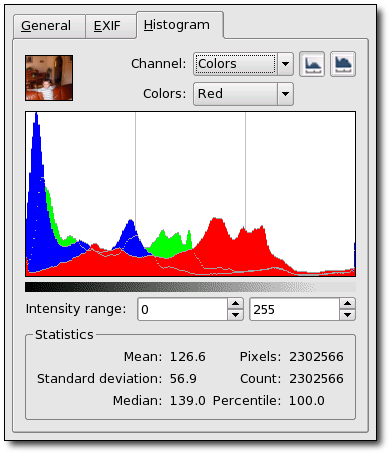 General EXIF Histogram
Channel: Colors
Colors: Red
Intensity range: 0 255
Statistics
Mean: 126.6 Pixels: 2302566
Standard deviation: 56.9 Count: 2302566
Median: 139.0 Percentile: 100.0